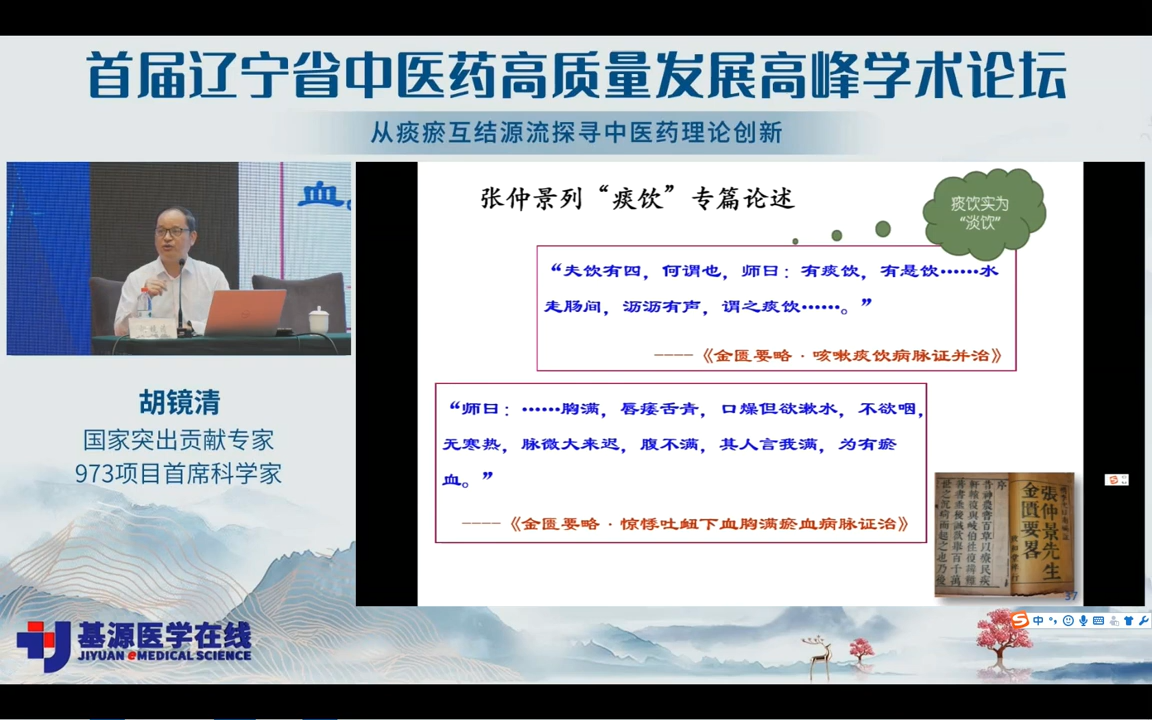 首届辽宁省中医药高质量发展高峰学术论坛
从痰瘀互结源流探寻中医药理论创新
血
胡镜清
国家突出贡献专家
973项目首席科学家
张仲景列“痰饮”专篇论述
痰饮实为
“淡饮”
“夫饮有四，何谓也，师曰：有痰饮，有悬饮……水
走肠间，沥沥有声，谓之痰饮……。”
----《金匮要略·咳嗽痰饮病脉证并治》
“师曰：……胸满，唇痿舌青，口燥但欲漱水，不欲咽，
无寒热，脉微大来迟，腹不满，其人言我满，为有瘀
血。”
----《金匮要略·惊悸吐衄下血胸满瘀血病脉证治》
張仲景先生
金匱要畧
序
37
中
基源医学在线
JIYUAN eMEDICAL SCIENCE